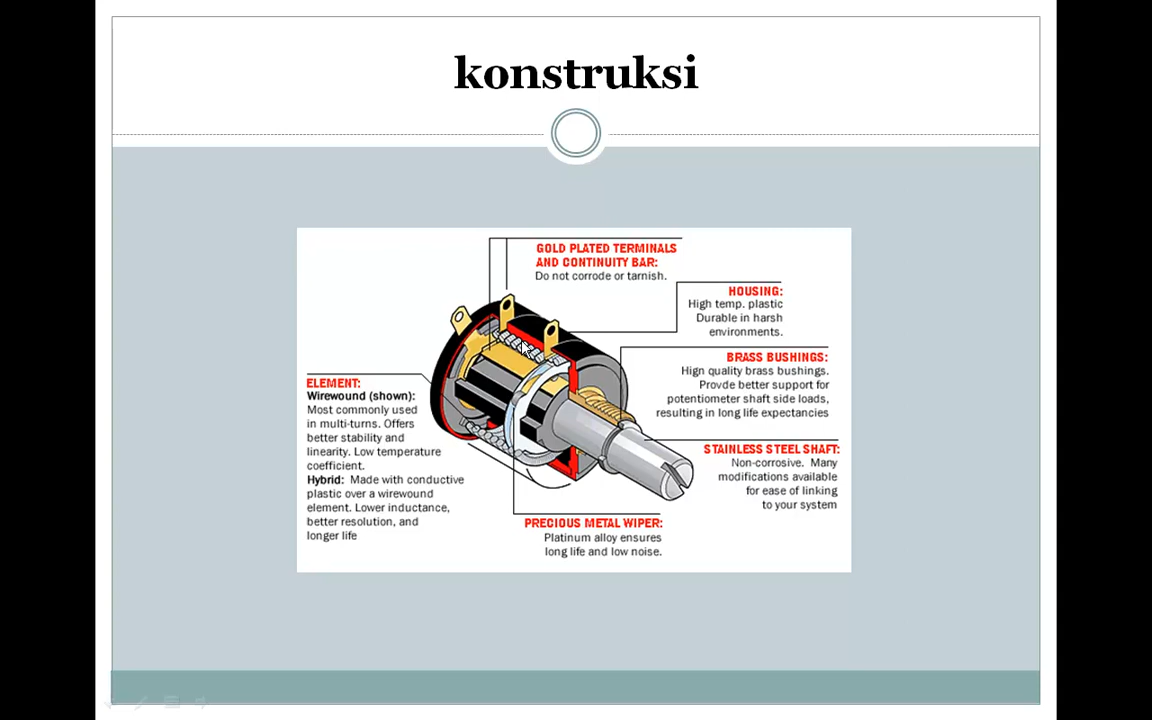 konstruksi
GOLD PLATED TERMINALS
AND CONTINUITY BAR:
Do not corrode or tarnish.
HOUSING:
High temp. plastic
Durable in harsh
environments.
BRASS BUSHINGS:
Hign quality brass bushings.
Provde better support for
potentiometer shaft side loads,
resulting in long life expectancies
ELEMENT:
Wirewound (shown):
Most commonly used
in multi-turns. Offers
better stability and
linearity. Low temperature
coefficient.
Hybrid: Made with conductive
plastic over a wirewound
element. Lower inductance,
better resolution, and
longer life
STAINLESS STEEL SHAFT:
Non-corrosive. Many
modifications available
for ease of linking
to your system
PRECIOUS METAL WIPER:
Platinum alloy ensures
long life and low noise.